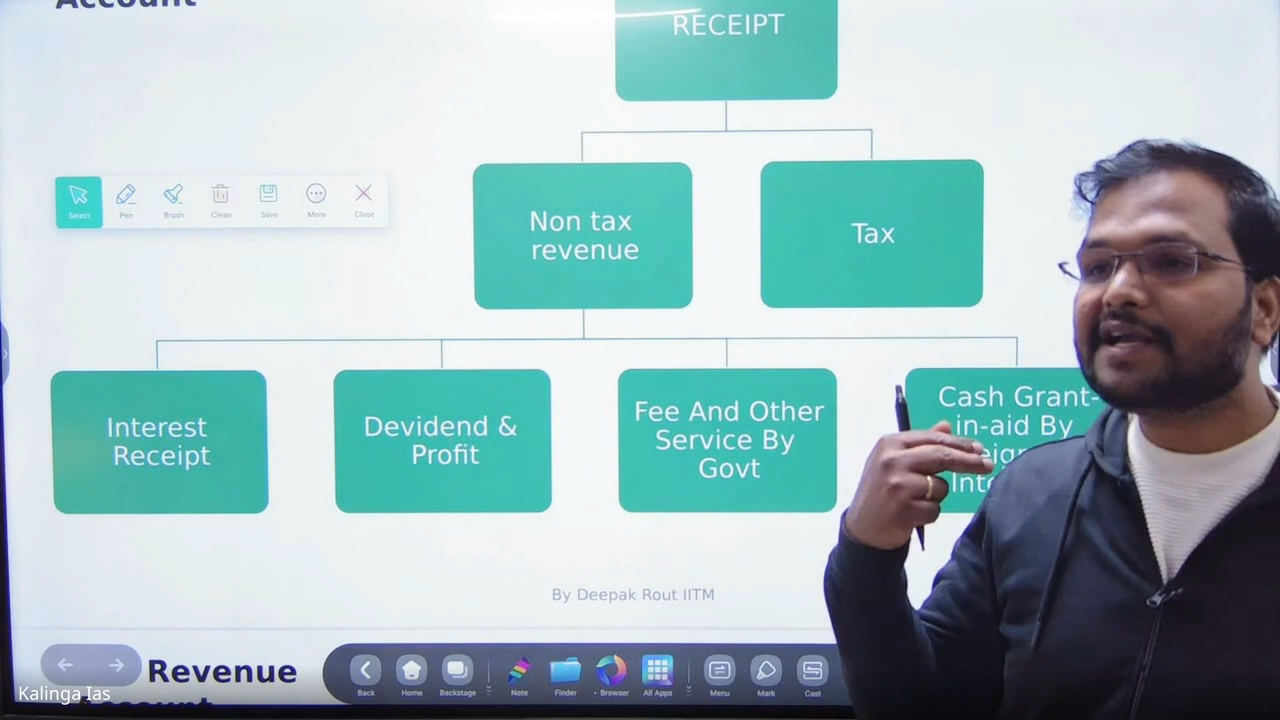 Account
RECEIPT
Non tax
revenue
Tax
Select
Pen
Brush
Clean
Save
More
Close
Interest
Receipt
Devidend &
Profit
Fee And Other
Service By
Govt
Cash Grant-
in-aid By
By Deepak Rout IITM
Revenue
Account
Back
Home
Backstage
Note
Finder
Browser
All Apps
Menu
Mark
Cast
Kalinga Ias